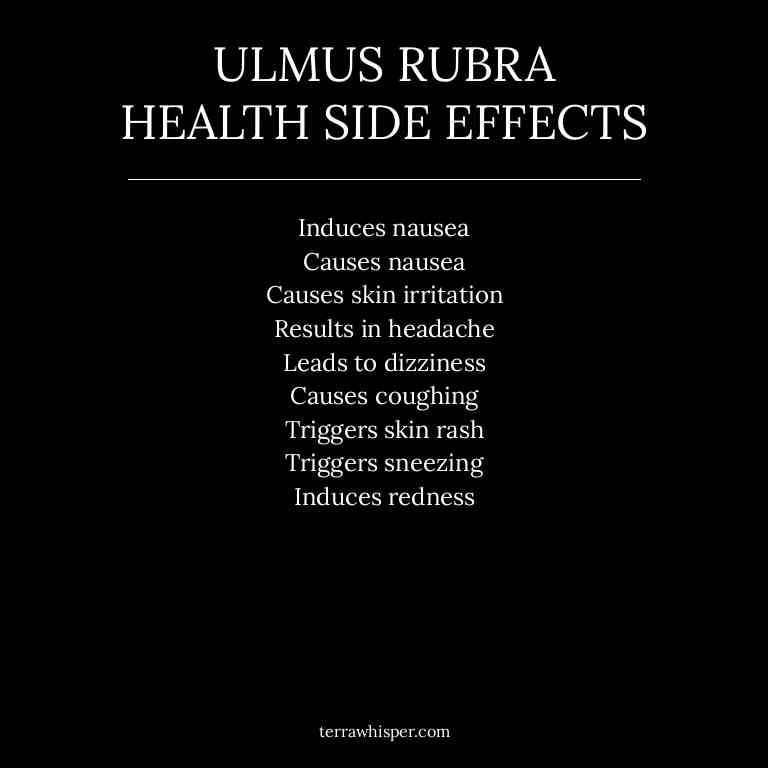 ULMUS RUBRA
HEALTH SIDE EFFECTS
Induces nausea
Causes nausea
Causes skin irritation
Results in headache
Leads to dizziness
Causes coughing
Triggers skin rash
Triggers sneezing
Induces redness
terrawhisper.com